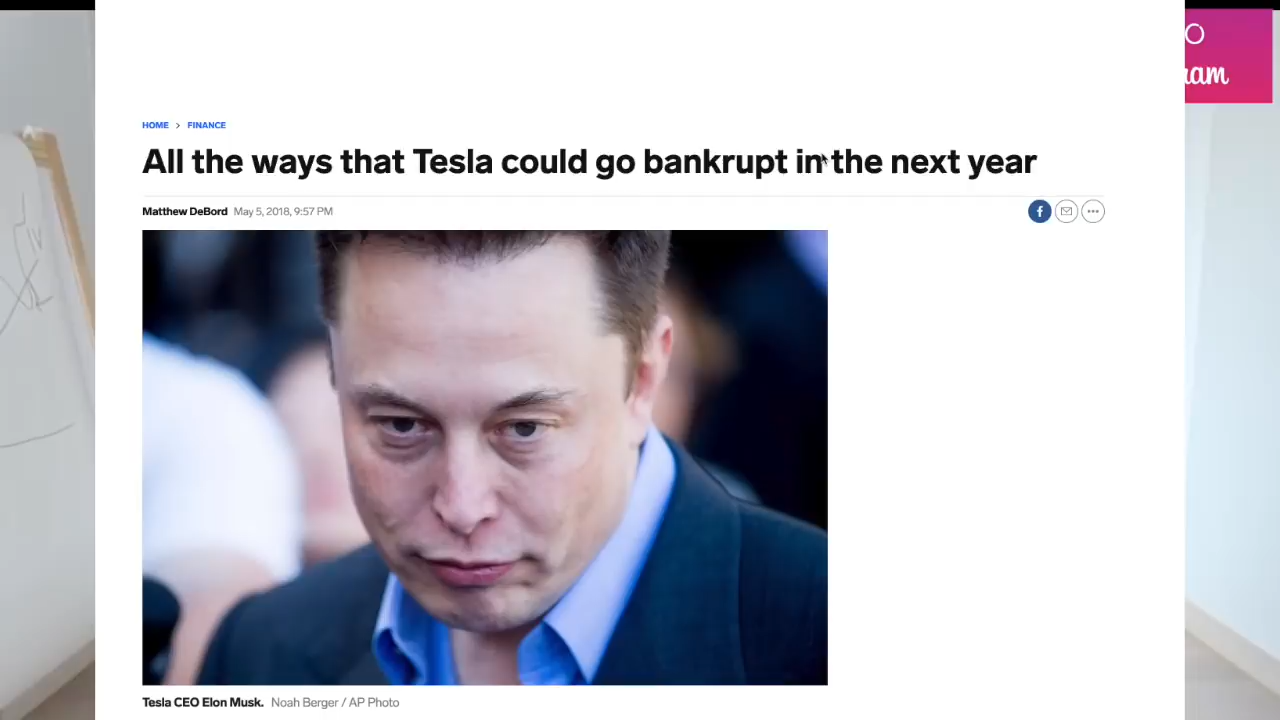 HOME > FINANCE
All the ways that Tesla could go bankrupt in the next year
Matthew DeBord May 5, 2018, 9:57 PM
Tesla CEO Elon Musk. Noah Berger / AP Photo